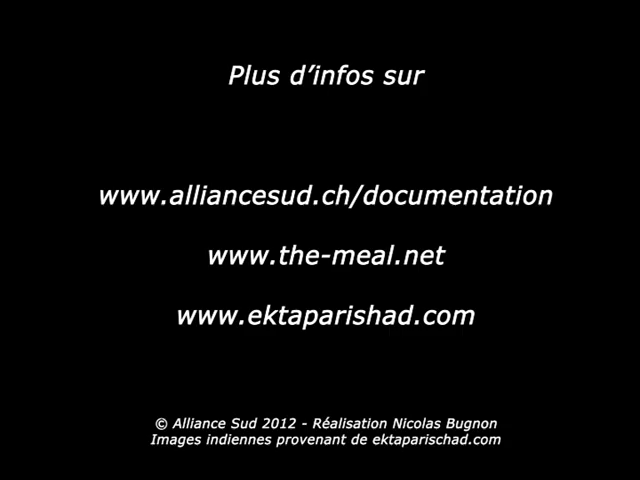 Plus d’infos sur
www.alliancesud.ch/documentation
www.the-meal.net
www.ektaparishad.com
© Alliance Sud 2012 - Réalisation Nicolas Bugnon
Images indiennes provenant de ektaparischad.com